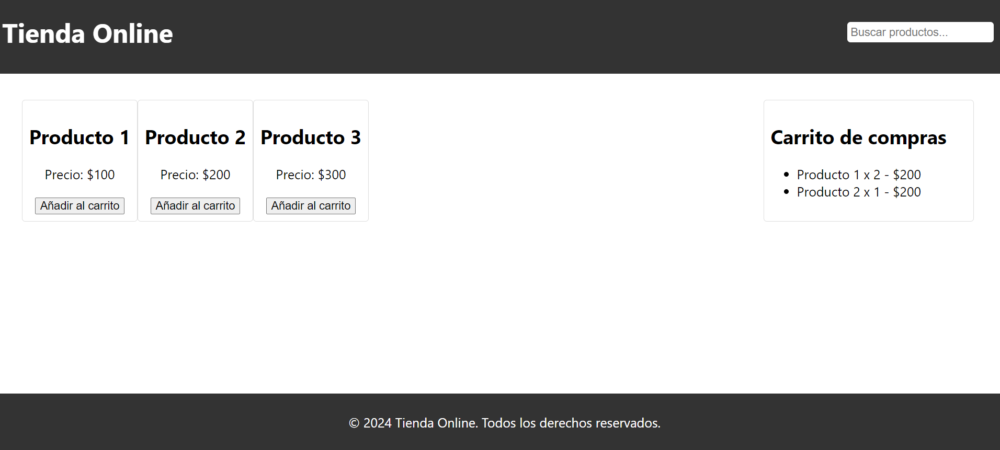 Tienda Online
Buscar productos...
Producto 1
Precio: $100
Añadir al carrito
Producto 2
Precio: $200
Añadir al carrito
Producto 3
Precio: $300
Añadir al carrito
Carrito de compras
Producto 1 x 2 - $200
Producto 2 x 1 - $200
© 2024 Tienda Online. Todos los derechos reservados.